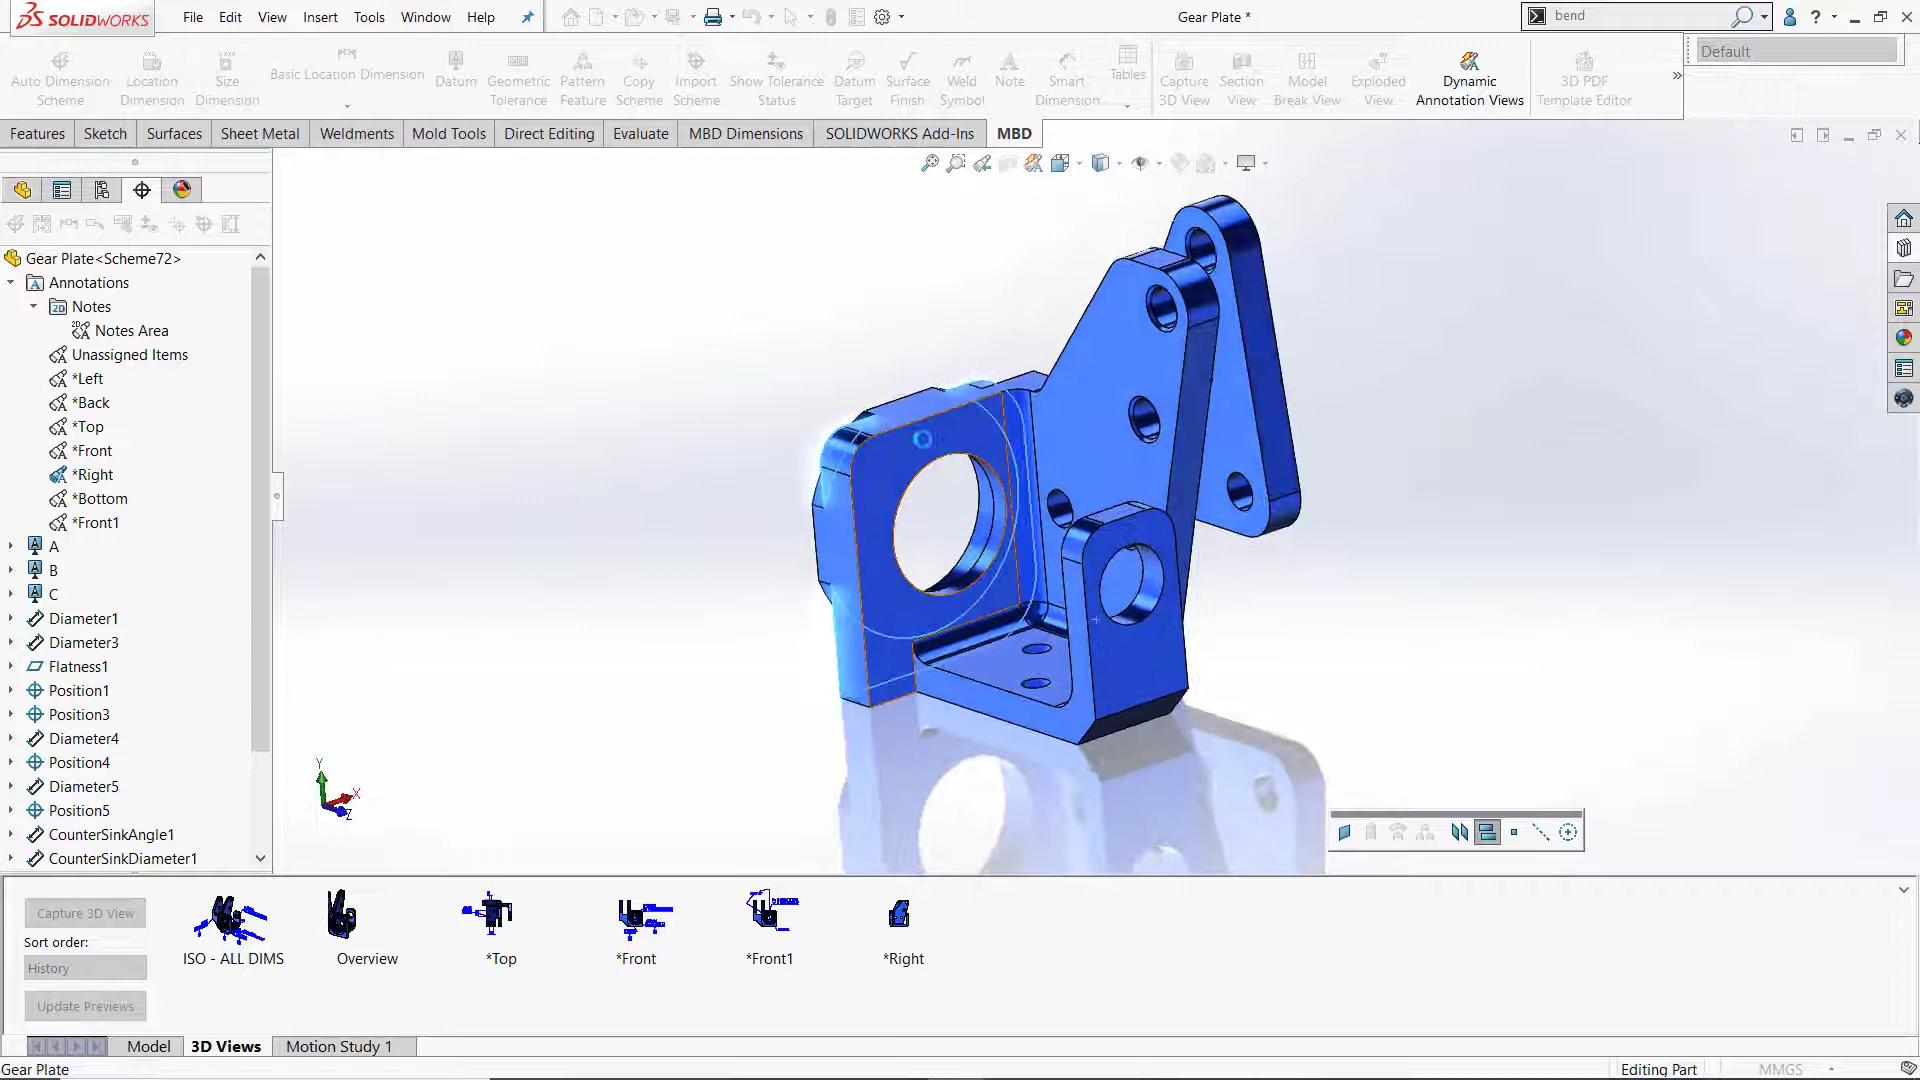 SOLIDWORKS
File Edit View Insert Tools Window Help
Gear Plate *
bend
?
Default
Auto Dimension Scheme
Location Dimension
Size Dimension
Basic Location Dimension
Datum
Geometric Tolerance
Pattern Feature
Copy Scheme
Import Scheme
Show Tolerance Status
Datum Target
Surface Finish
Weld Symbol
Note
Smart Dimension
Tables
Capture 3D View
Section View
Model Break View
Exploded View
Dynamic Annotation Views
3D PDF Template Editor
»
Features Sketch Surfaces Sheet Metal Weldments Mold Tools Direct Editing Evaluate MBD Dimensions SOLIDWORKS Add-Ins MBD
Gear Plate<Scheme72>
Annotations
Notes
Notes Area
Unassigned Items
*Left
*Back
*Top
*Front
*Right
*Bottom
*Front1
A
B
C
Diameter1
Diameter3
Flatness1
Position1
Position3
Diameter4
Position4
Diameter5
Position5
CounterSinkAngle1
CounterSinkDiameter1
Y
X
Z
Capture 3D View
Sort order:
History
Update Previews
ISO - ALL DIMS
Overview
*Top
*Front
*Front1
*Right
Model 3D Views Motion Study 1
Gear Plate
Editing Part
MMGS